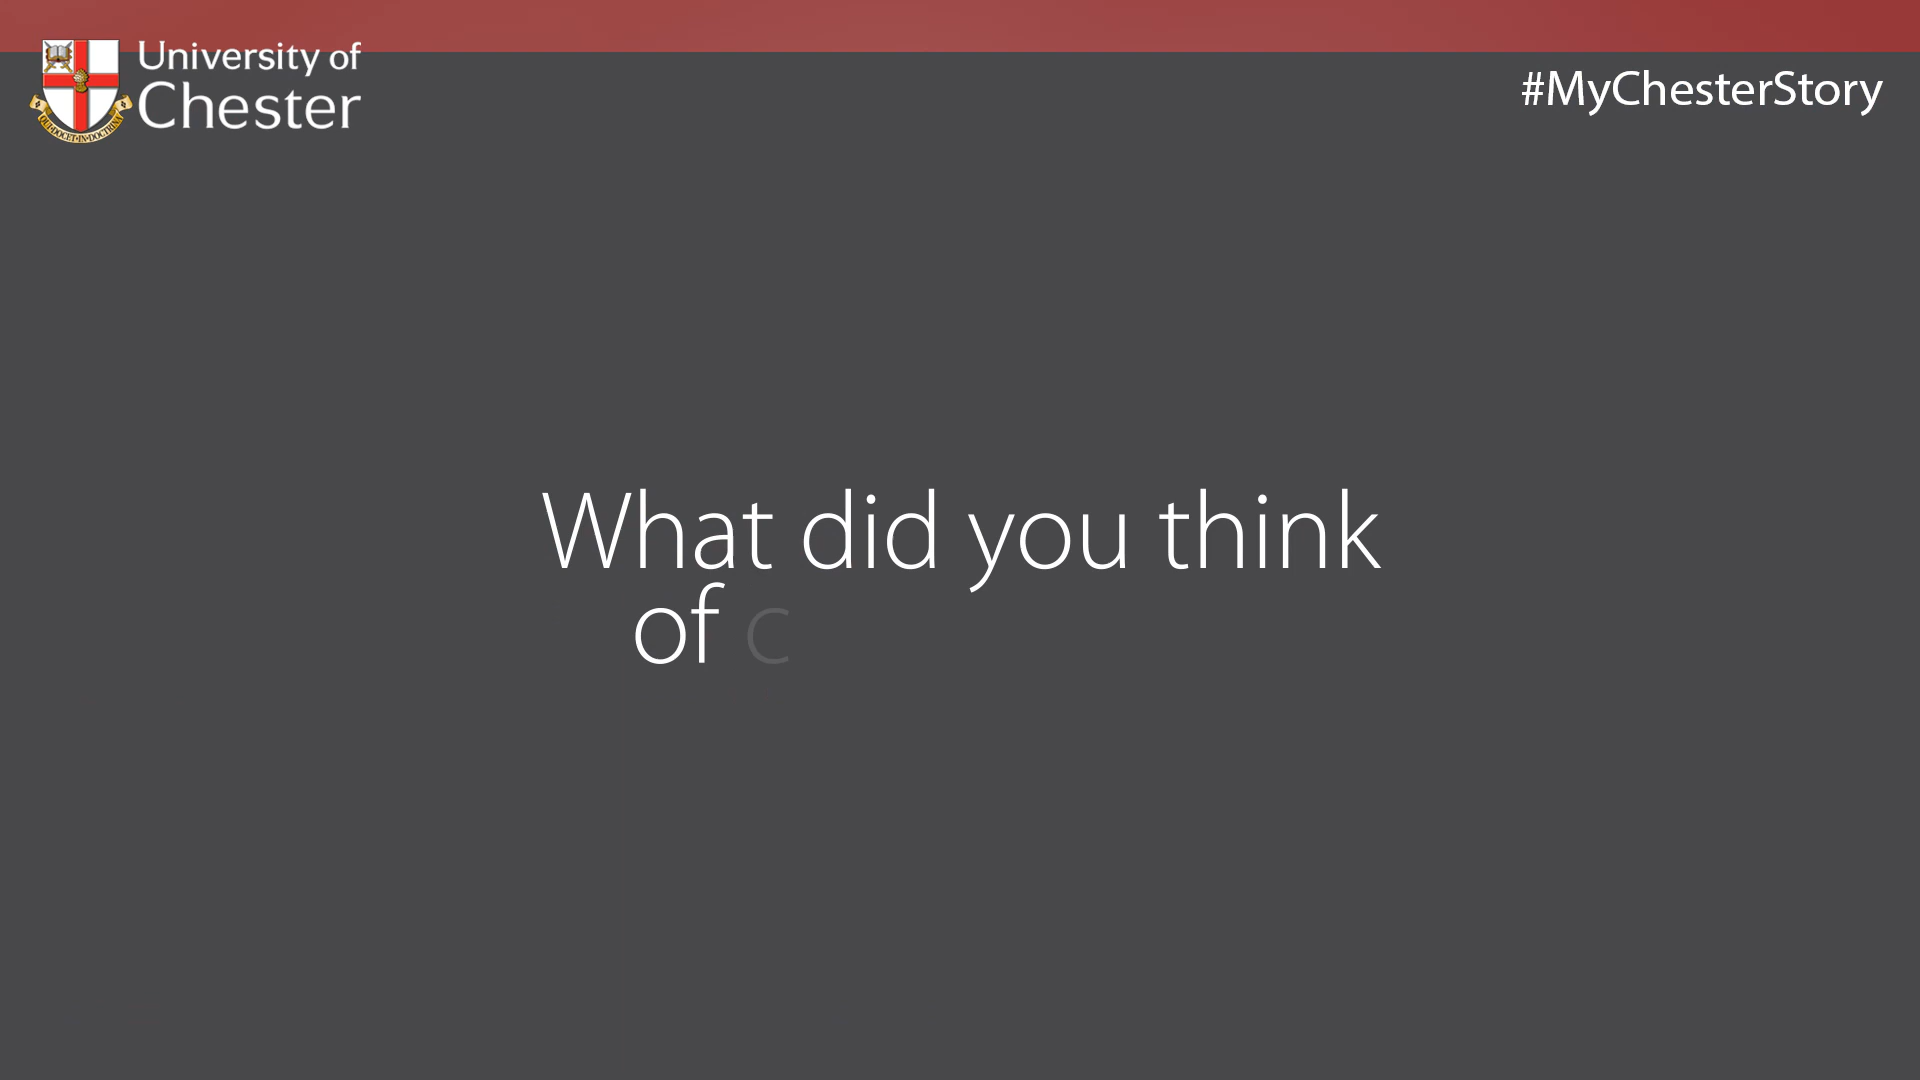 University of
Chester
#MyChesterStory
What did you think
of c